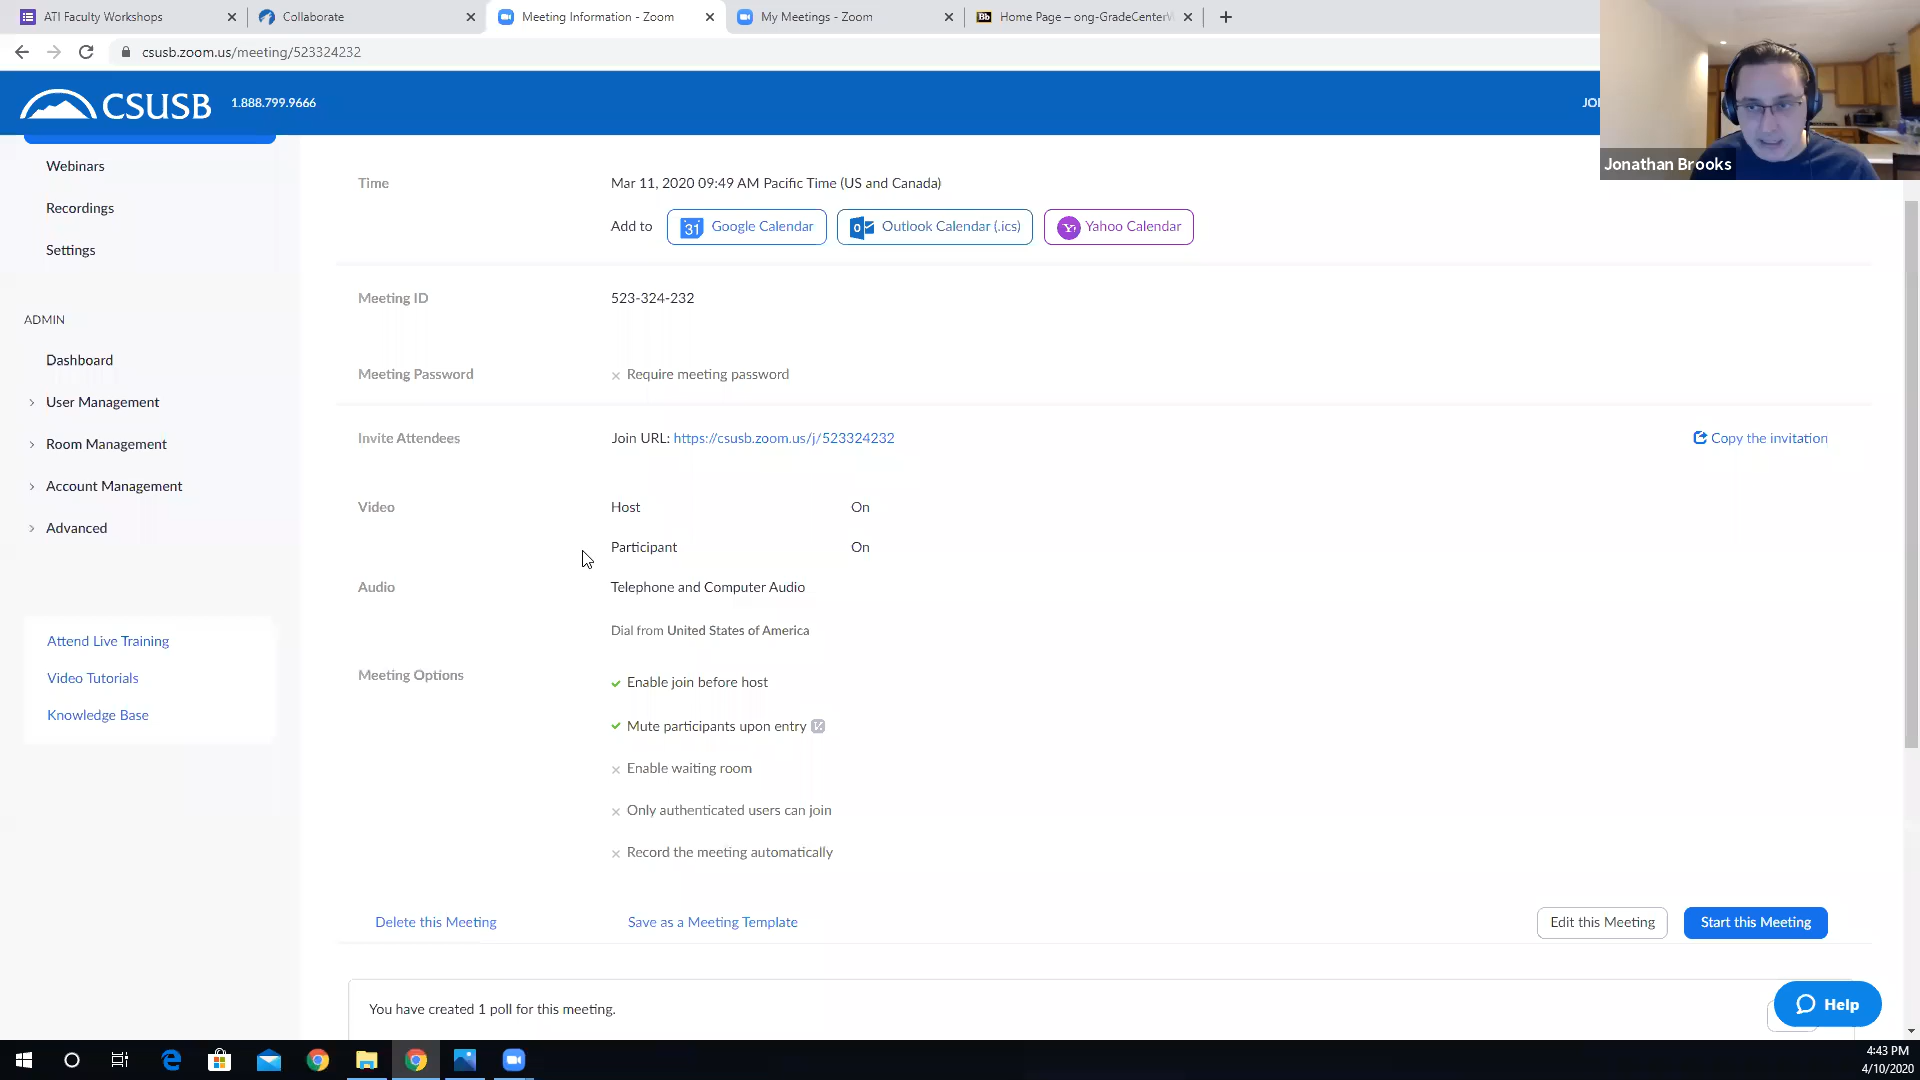 ATI Faculty Workshops
Collaborate
Meeting Information - Zoom
My Meetings - Zoom
Bb Home Page – ong-GradeCenter
csusb.zoom.us/meeting/523324232
CSUSB 1.888.799.9666
Jonathan Brooks
Webinars
Recordings
Settings
ADMIN
Dashboard
User Management
Room Management
Account Management
Advanced
Attend Live Training
Video Tutorials
Knowledge Base
Time Mar 11, 2020 09:49 AM Pacific Time (US and Canada)
Add to 31 Google Calendar Outlook Calendar (.ics) Yahoo Calendar
Meeting ID 523-324-232
Meeting Password × Require meeting password
Invite Attendees Join URL: https://csusb.zoom.us/j/523324232 Copy the invitation
Video Host On
Participant On
Audio Telephone and Computer Audio
Dial from United States of America
Meeting Options
Enable join before host
Mute participants upon entry
× Enable waiting room
× Only authenticated users can join
× Record the meeting automatically
Delete this Meeting Save as a Meeting Template Edit this Meeting Start this Meeting
You have created 1 poll for this meeting.
Help
4:43 PM
4/10/2020